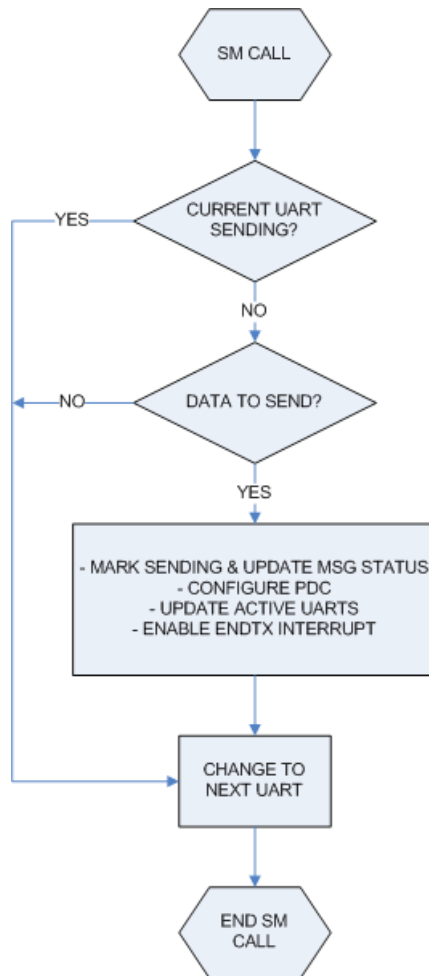 SM CALL
CURRENT UART
SENDING?
YES
NO
DATA TO SEND?
NO
YES
- MARK SENDING & UPDATE MSG STATUS
- CONFIGURE PDC
- UPDATE ACTIVE UARTS
- ENABLE ENDTX INTERRUPT
CHANGE TO
NEXT UART
END SM
CALL